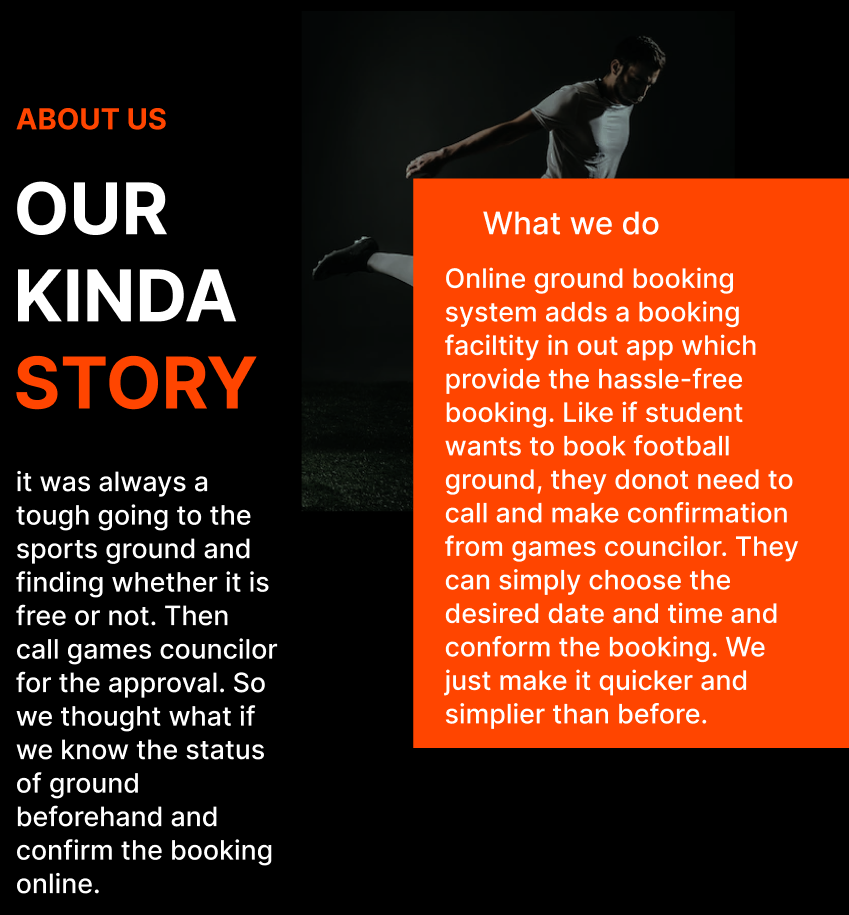 ABOUT US
OUR
KINDA
STORY
it was always a
tough going to the
sports ground and
finding whether it is
free or not. Then
call games councilor
for the approval. So
we thought what if
we know the status
of ground
beforehand and
confirm the booking
online.
What we do
Online ground booking
system adds a booking
faciltity in out app which
provide the hassle-free
booking. Like if student
wants to book football
ground, they donot need to
call and make confirmation
from games councilor. They
can simply choose the
desired date and time and
conform the booking. We
just make it quicker and
simplier than before.